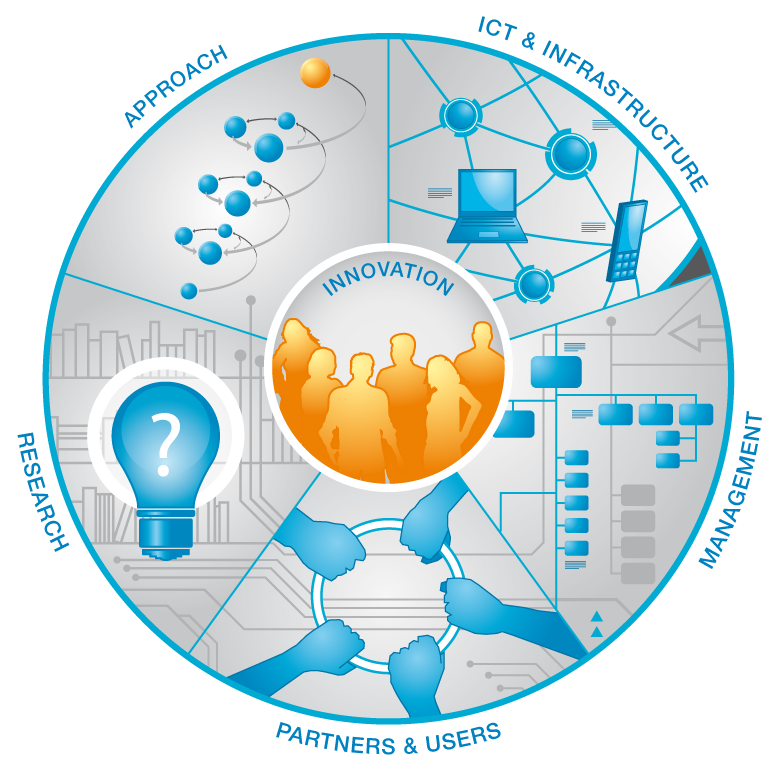 APPROACH
ICT & INFRASTRUCTURE
INNOVATION
?
RESEARCH
MANAGEMENT
PARTNERS & USERS